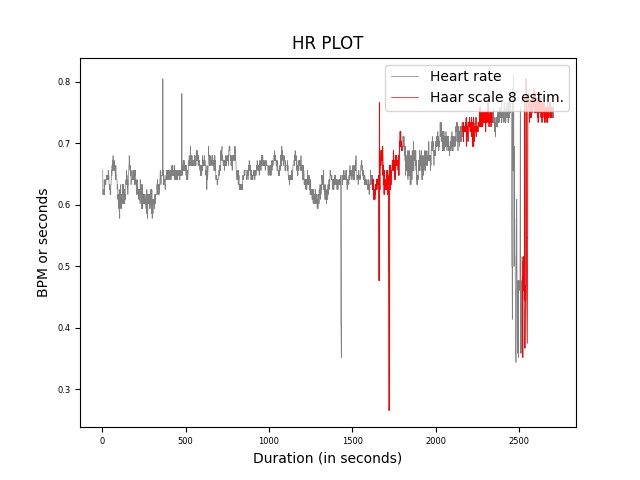 HR PLOT
Heart rate
Haar scale 8 estim.
0.8
0.7
0.6
0.5
0.4
0.3
BPM or seconds
0 500 1000 1500 2000 2500
Duration (in seconds)